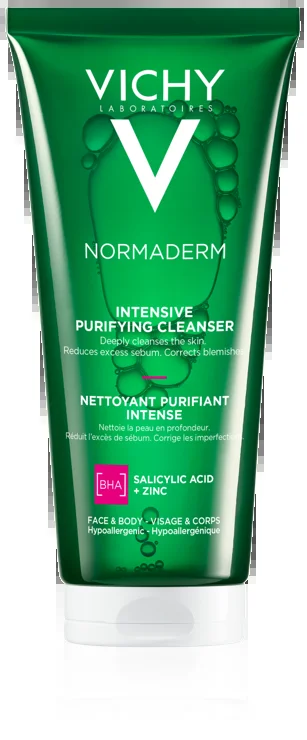 VICHY
LABORATOIRES
V
NORMADERM
INTENSIVE
PURIFYING CLEANSER
Deeply cleanses the skin.
Reduces excess sebum. Corrects blemishes.
NETTOYANT PURIFIANT
INTENSE
Nettoie la peau en profondeur.
Réduit l'excès de sébum. Corrige les imperfections.
[BHA] SALICYLIC ACID
+ ZINC
FACE & BODY - VISAGE & CORPS
Hypoallergenic - Hypoallergénique